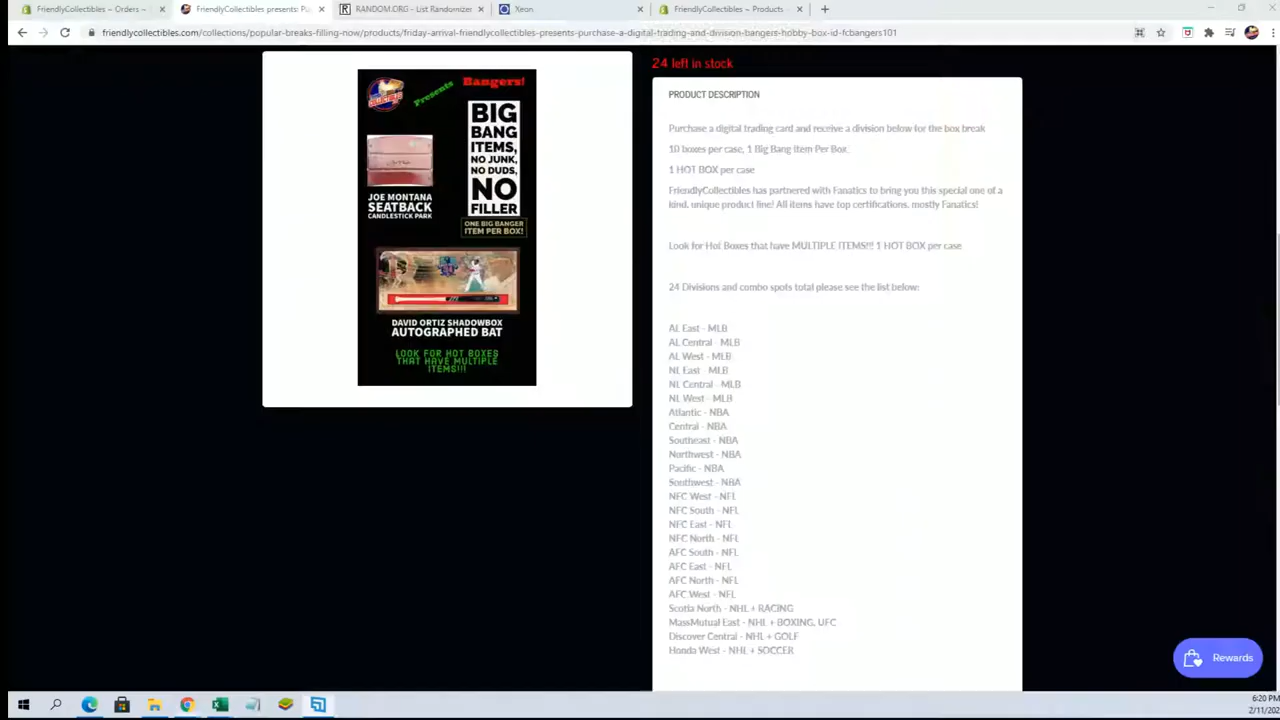 FriendlyCollectibles ~ Orders ~
FriendlyCollectibles presents: Pu
RANDOM.ORG - List Randomizer
Xeon
FriendlyCollectibles ~ Products ~
friendlycollectibles.com/collections/popular-breaks-filling-now/products/friday-arrival-friendlycollectibles-presents-purchase-a-digital-trading-and-division-bangers-hobby-box-id-fcbangers101
COLLECTIBLES
Presents
Bangers!
BIG
BANG
ITEMS,
NO JUNK,
NO DUDS,
NO
FILLER
JOE MONTANA
SEATBACK
CANDLESTICK PARK
ONE BIG BANGER
ITEM PER BOX!
DAVID ORTIZ SHADOWBOX
AUTOGRAPHED BAT
LOOK FOR HOT BOXES
THAT HAVE MULTIPLE
ITEMS!!!
24 left in stock
PRODUCT DESCRIPTION
Purchase a digital trading card and receive a division below for the box break
10 boxes per case, 1 Big Bang Item Per Box.
1 HOT BOX per case
FriendlyCollectibles has partnered with Fanatics to bring you this special one of a
kind, unique product line! All items have top certifications, mostly Fanatics!
Look for Hot Boxes that have MULTIPLE ITEMS!!! 1 HOT BOX per case
24 Divisions and combo spots total please see the list below:
AL East - MLB
AL Central - MLB
AL West - MLB
NL East - MLB
NL Central - MLB
NL West - MLB
Atlantic - NBA
Central - NBA
Southeast - NBA
Northwest - NBA
Pacific - NBA
Southwest - NBA
NFC West - NFL
NFC South - NFL
NFC East - NFL
NFC North - NFL
AFC South - NFL
AFC East - NFL
AFC North - NFL
AFC West - NFL
Scotia North - NHL + RACING
MassMutual East - NHL + BOXING, UFC
Discover Central - NHL + GOLF
Honda West - NHL + SOCCER
Rewards
6:20 PM
2/11/202